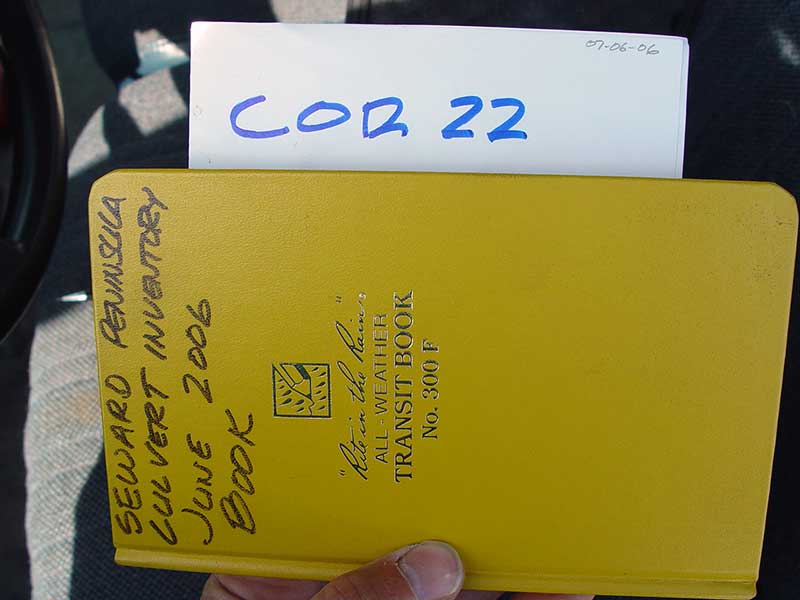 07-06-06
COR 22
SEWARD PENINSULA
CULVERT INVENTORY
JUNE 2006
BOOK
"Rite in the Rain"
ALL-WEATHER
TRANSIT BOOK
No. 300 F